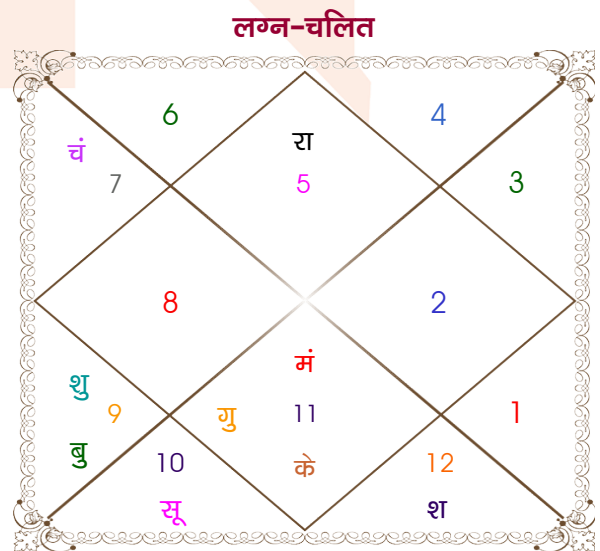 लग्न-चलित
6 4
रा
चं
7 5 3
8 2
मं
शु
9 गु 11 1
बु 10 के 12
सू श